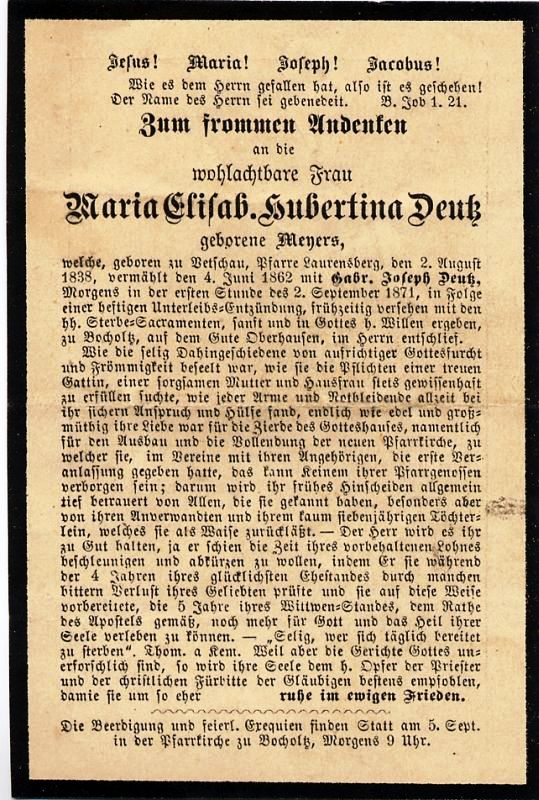 Jesus! Maria! Joseph! Jacobus!
Wie es dem Herrn gefallen hat, also ist es geschehen!
Der Name des Herrn sei gebenedeit. B. Job 1. 21.
Zum frommen Andenken
an die
wohlachtbare Frau
Maria Elisab. Hubertina Deutz
geborene Meyers,
welche, geboren zu Vetschau, Pfarre Laurensberg, den 2. August
1838, vermählt den 4. Juni 1862 mit Gabr. Joseph Deutz,
Morgens in der ersten Stunde des 2. September 1871, in Folge
einer heftigen Unterleibs-Entzündung, frühzeitig versehen mit den
hh. Sterbe-Sacramenten, sanft und in Gottes h. Willen ergeben,
zu Bocholtz, auf dem Gute Oberhausen, im Herrn entschlief.
Wie die selig Dahingeschiedene von aufrichtiger Gottesfurcht
und Frömmigkeit beseelt war, wie sie die Pflichten einer treuen
Gattin, einer sorgsamen Mutter und Hausfrau stets gewissenhaft
zu erfüllen suchte, wie jeder Arme und Nothleidende allzeit bei
ihr sichern Anspruch und Hülfe fand, endlich wie edel und groß-
müthig ihre Liebe war für die Zierde des Gotteshauses, namentlich
für den Ausbau und die Vollendung der neuen Pfarrkirche, zu
welcher sie, im Vereine mit ihren Angehörigen, die erste Ver-
anlassung gegeben hatte, das kann Keinem ihrer Pfarrgenossen
verborgen sein; darum wird ihr frühes Hinscheiden allgemein
tief betrauert von Allen, die sie gekannt haben, besonders aber
von ihren Anverwandten und ihrem kaum siebenjährigen Töchter-
lein, welches sie als Waise zurückläßt. — Der Herr wird es ihr
zu Gut halten, ja er schien die Zeit ihres vorbehaltenen Lohnes
beschleunigen und abkürzen zu wollen, indem Er sie während
der 4 Jahren ihres glücklichsten Ehestandes durch manchen
bittern Verlust ihres Geliebten prüfte und sie auf diese Weise
vorbereitete, die 5 Jahre ihres Wittwen-Standes, dem Rathe
des Apostels gemäß, noch mehr für Gott und das Heil ihrer
Seele verleben zu können. — „Selig, wer sich täglich bereitet
zu sterben“. Thom. a Kem. Weil aber die Gerichte Gottes un-
erforschlich sind, so wird ihre Seele dem h. Opfer der Priester
und der christlichen Fürbitte der Gläubigen bestens empfohlen,
damie sie um so eher ruhe im ewigen Frieden.
Die Beerdigung und feierl. Exequien finden Statt am 5. Sept.
in der Pfarrkirche zu Bocholtz, Morgens 9 Uhr.